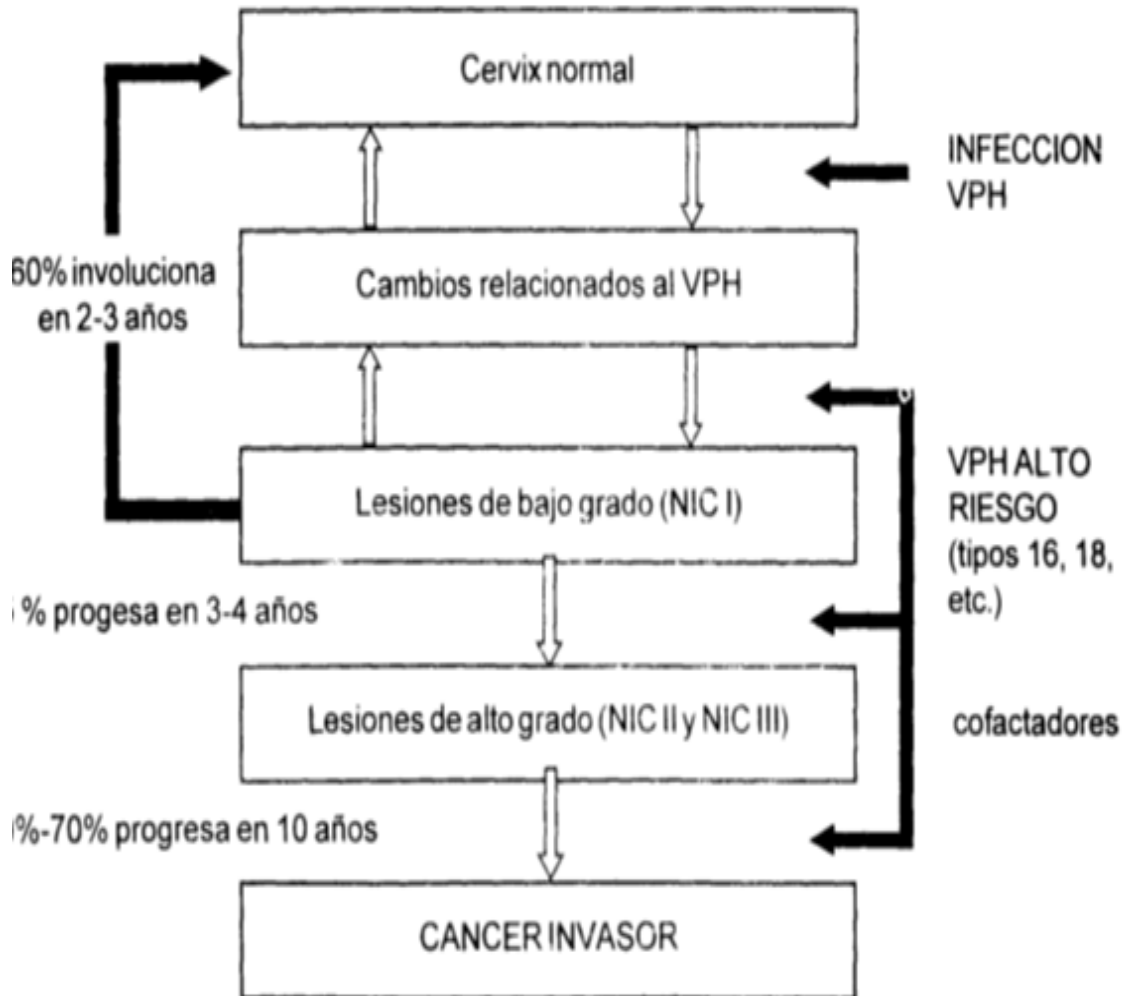 Cervix normal
INFECCION
VPH
60% involuciona
en 2-3 años
Cambios relacionados al VPH
Lesiones de bajo grado (NIC I)
VPH ALTO
RIESGO
(tipos 16, 18,
etc.)
% progesa en 3-4 años
Lesiones de alto grado (NIC II y NIC III)
cofactadores
%-70% progresa en 10 años
CANCER INVASOR